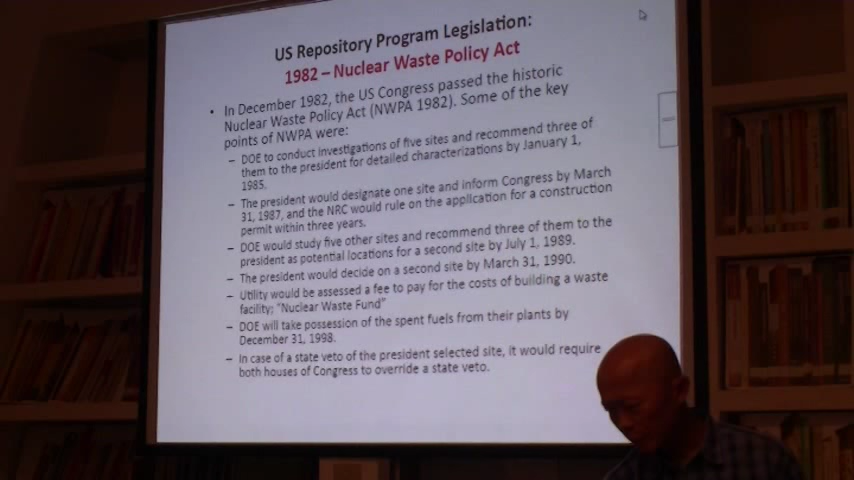 US Repository Program Legislation:
1982 – Nuclear Waste Policy Act
• In December 1982, the US Congress passed the historic
Nuclear Waste Policy Act (NWPA 1982). Some of the key
points of NWPA were:
– DOE to conduct investigations of five sites and recommend three of
them to the president for detailed characterizations by January 1,
1985.
– The president would designate one site and inform Congress by March
31, 1987, and the NRC would rule on the application for a construction
permit within three years.
– DOE would study five other sites and recommend three of them to the
president as potential locations for a second site by July 1, 1989.
– The president would decide on a second site by March 31, 1990.
– Utility would be assessed a fee to pay for the costs of building a waste
facility; “Nuclear Waste Fund”
– DOE will take possession of the spent fuels from their plants by
December 31, 1998.
– In case of a state veto of the president selected site, it would require
both houses of Congress to override a state veto.